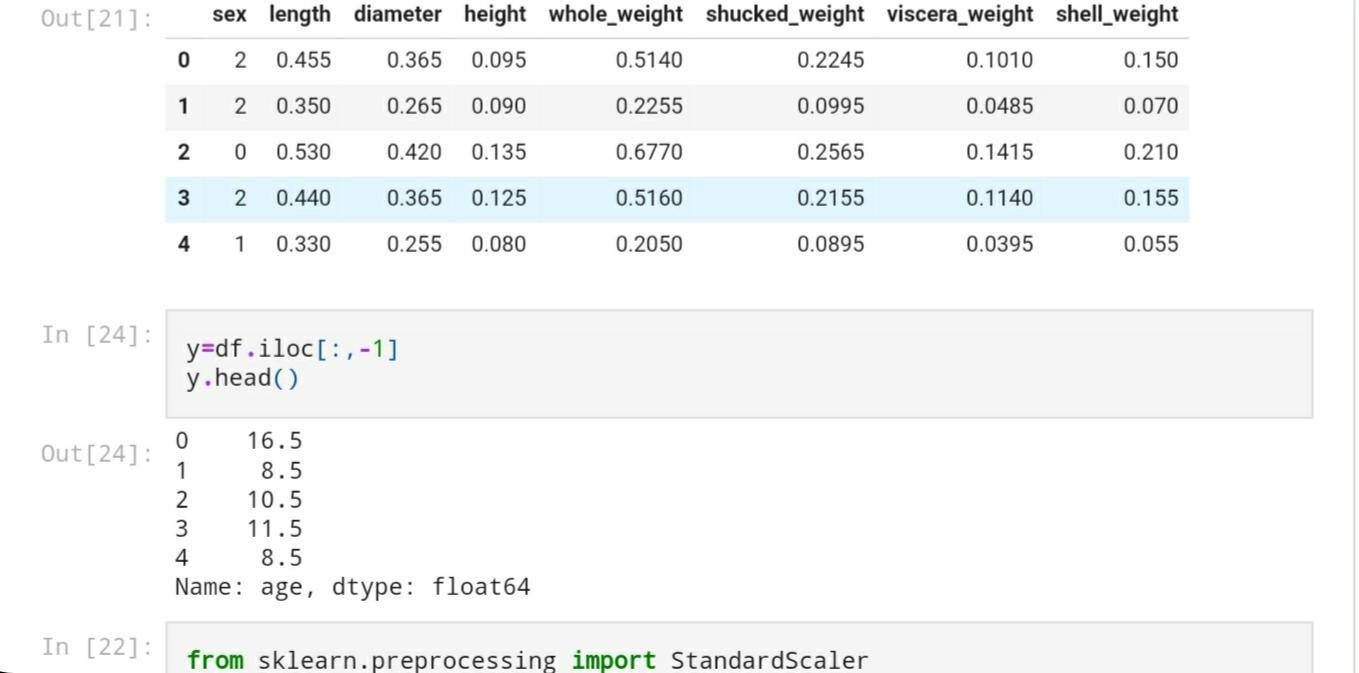 Out[21]: sex length diameter height whole_weight shucked_weight viscera_weight shell_weight
0 2 0.455 0.365 0.095 0.5140 0.2245 0.1010 0.150
1 2 0.350 0.265 0.090 0.2255 0.0995 0.0485 0.070
2 0 0.530 0.420 0.135 0.6770 0.2565 0.1415 0.210
3 2 0.440 0.365 0.125 0.5160 0.2155 0.1140 0.155
4 1 0.330 0.255 0.080 0.2050 0.0895 0.0395 0.055
In [24]:
y=df.iloc[:,-1]
y.head()
Out[24]:
0 16.5
1 8.5
2 10.5
3 11.5
4 8.5
Name: age, dtype: float64
In [22]:
from sklearn.preprocessing import StandardScaler